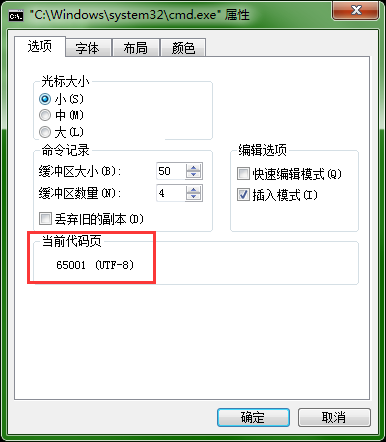 "C:\Windows\system32\cmd.exe" 属性
选项 字体 布局 颜色
光标大小
小(S)
中(M)
大(L)
命令记录
缓冲区大小(B): 50
缓冲区数量(N): 4
丢弃旧的副本(D)
编辑选项
快速编辑模式(Q)
插入模式(I)
当前代码页
65001 (UTF-8)
确定 取消